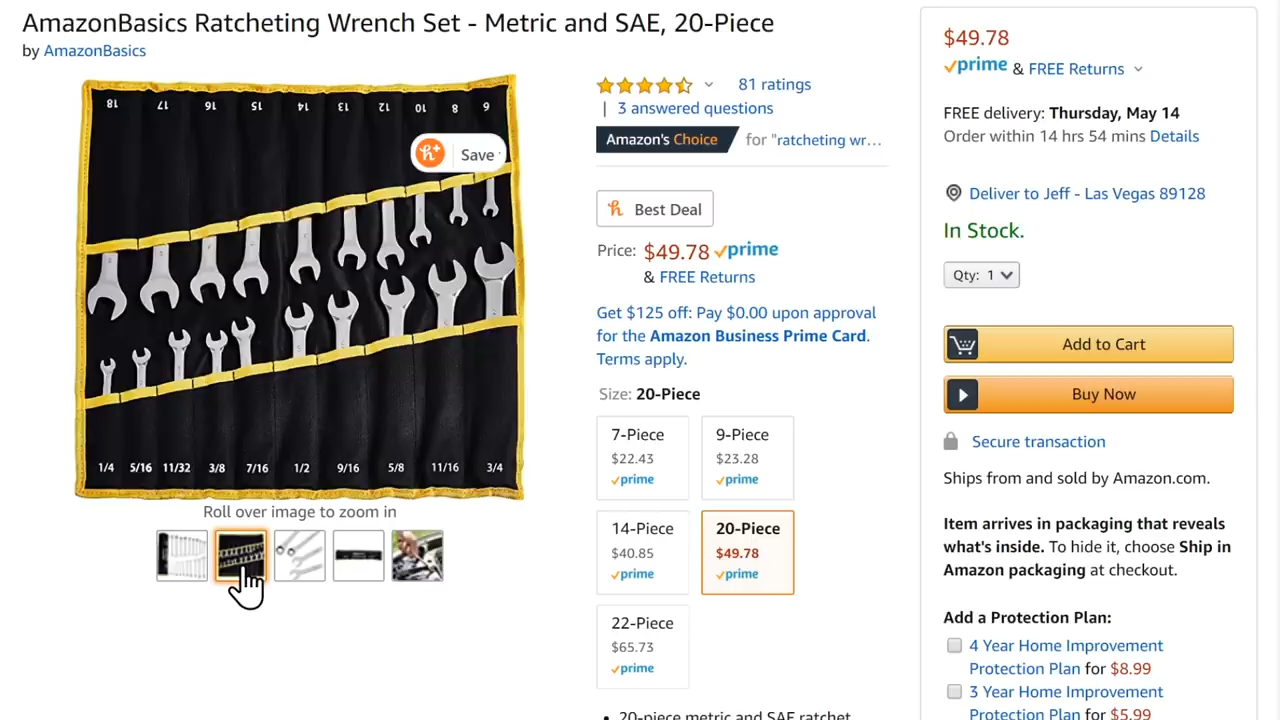 AmazonBasics Ratcheting Wrench Set - Metric and SAE, 20-Piece
by AmazonBasics
18 17 16 15 14 13 12 10 8 6
h+ Save
1/4 5/16 11/32 3/8 7/16 1/2 9/16 5/8 11/16 3/4
Roll over image to zoom in
81 ratings
| 3 answered questions
Amazon's Choice for "ratcheting wr…
h Best Deal
Price: $49.78 prime
& FREE Returns
Get $125 off: Pay $0.00 upon approval
for the Amazon Business Prime Card.
Terms apply.
Size: 20-Piece
7-Piece
$22.43
prime
9-Piece
$23.28
prime
14-Piece
$40.85
prime
20-Piece
$49.78
prime
22-Piece
$65.73
prime
• 20-piece metric and SAE ratchet
$49.78
prime & FREE Returns
FREE delivery: Thursday, May 14
Order within 14 hrs 54 mins Details
Deliver to Jeff - Las Vegas 89128
In Stock.
Qty: 1
Add to Cart
Buy Now
Secure transaction
Ships from and sold by Amazon.com.
Item arrives in packaging that reveals
what's inside. To hide it, choose Ship in
Amazon packaging at checkout.
Add a Protection Plan:
4 Year Home Improvement
Protection Plan for $8.99
3 Year Home Improvement
Protection Plan for $5.99